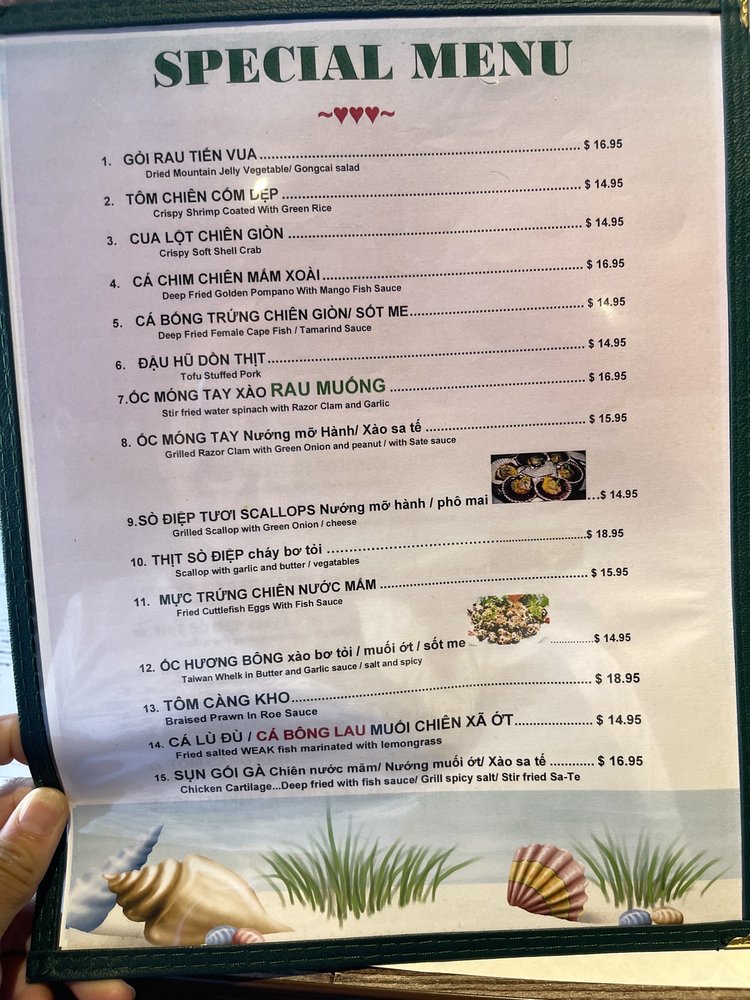 SPECIAL MENU
~♥♥♥~
1. GỎI RAU TIẾN VUA........ $ 16.95
Dried Mountain Jelly Vegetable/ Gongcai salad
2. TÔM CHIÊN CỐM DẸP ........ $ 14.95
Crispy Shrimp Coated With Green Rice
3. CUA LỘT CHIÊN GIÒN ........ $ 14.95
Crispy Soft Shell Crab
4. CÁ CHIM CHIÊN MẮM XOÀI........ $ 16.95
Deep Fried Golden Pompano With Mango Fish Sauce
5. CÁ BỐNG TRỨNG CHIÊN GIÒN/ SỐT ME........ $ 14.95
Deep Fried Female Cape Fish / Tamarind Sauce
6. ĐẬU HŨ DỒN THỊT........ $ 14.95
Tofu Stuffed Pork
7.ỐC MÓNG TAY XÀO RAU MUỐNG ........ $ 16.95
Stir fried water spinach with Razor Clam and Garlic
8. ỐC MÓNG TAY Nướng mỡ Hành/ Xào sa tế ........ $ 15.95
Grilled Razor Clam with Green Onion and peanut / with Sate sauce
9.SÒ ĐIỆP TƯƠI SCALLOPS Nướng mỡ hành / phô mai ...$ 14.95
Grilled Scallop with Green Onion / cheese
10. THỊT SÒ ĐIỆP cháy bơ tỏi ........$ 18.95
Scallop with garlic and butter / vegatables
11. MỰC TRỨNG CHIÊN NƯỚC MẮM ........ $ 15.95
Fried Cuttlefish Eggs With Fish Sauce
12. ỐC HƯƠNG BÔNG xào bơ tỏi / muối ớt / sốt me ........$ 14.95
Taiwan Whelk in Butter and Garlic sauce / salt and spicy
13. TÔM CÀNG KHO........ $ 18.95
Braised Prawn In Roe Sauce
14. CÁ LÙ ĐÙ / CÁ BÔNG LAU MUỐI CHIÊN XÃ ỚT........ $ 14.95
Fried salted WEAK fish marinated with lemongrass
15. SỤN GỐI GÀ Chiên nước mắm/ Nướng muối ớt/ Xào sa tế ........ $ 16.95
Chicken Cartilage...Deep fried with fish sauce/ Grill spicy salt/ Stir fried Sa-Te